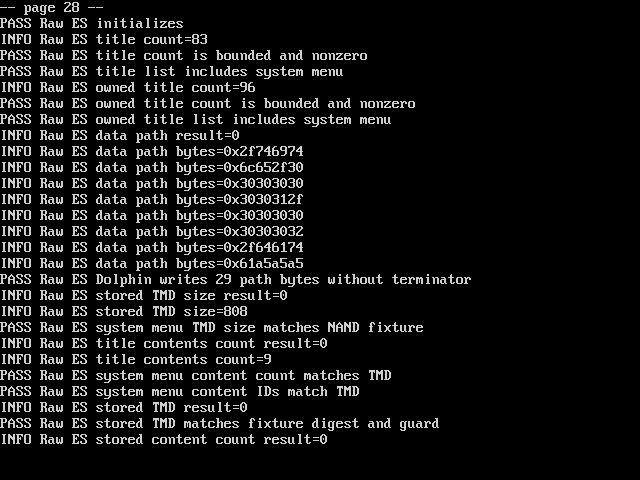 -- page 28 --
PASS Raw ES initializes
INFO Raw ES title count=83
PASS Raw ES title count is bounded and nonzero
PASS Raw ES title list includes system menu
INFO Raw ES owned title count=96
PASS Raw ES owned title count is bounded and nonzero
PASS Raw ES owned title list includes system menu
INFO Raw ES data path result=0
INFO Raw ES data path bytes=0x2f746974
INFO Raw ES data path bytes=0x6c652f30
INFO Raw ES data path bytes=0x30303030
INFO Raw ES data path bytes=0x3030312f
INFO Raw ES data path bytes=0x30303030
INFO Raw ES data path bytes=0x30303032
INFO Raw ES data path bytes=0x2f646174
INFO Raw ES data path bytes=0x61a5a5a5
PASS Raw ES Dolphin writes 29 path bytes without terminator
INFO Raw ES stored TMD size result=0
INFO Raw ES stored TMD size=808
PASS Raw ES system menu TMD size matches NAND fixture
INFO Raw ES title contents count result=0
INFO Raw ES title contents count=9
PASS Raw ES system menu content count matches TMD
PASS Raw ES system menu content IDs match TMD
INFO Raw ES stored TMD result=0
PASS Raw ES stored TMD matches fixture digest and guard
INFO Raw ES stored content count result=0